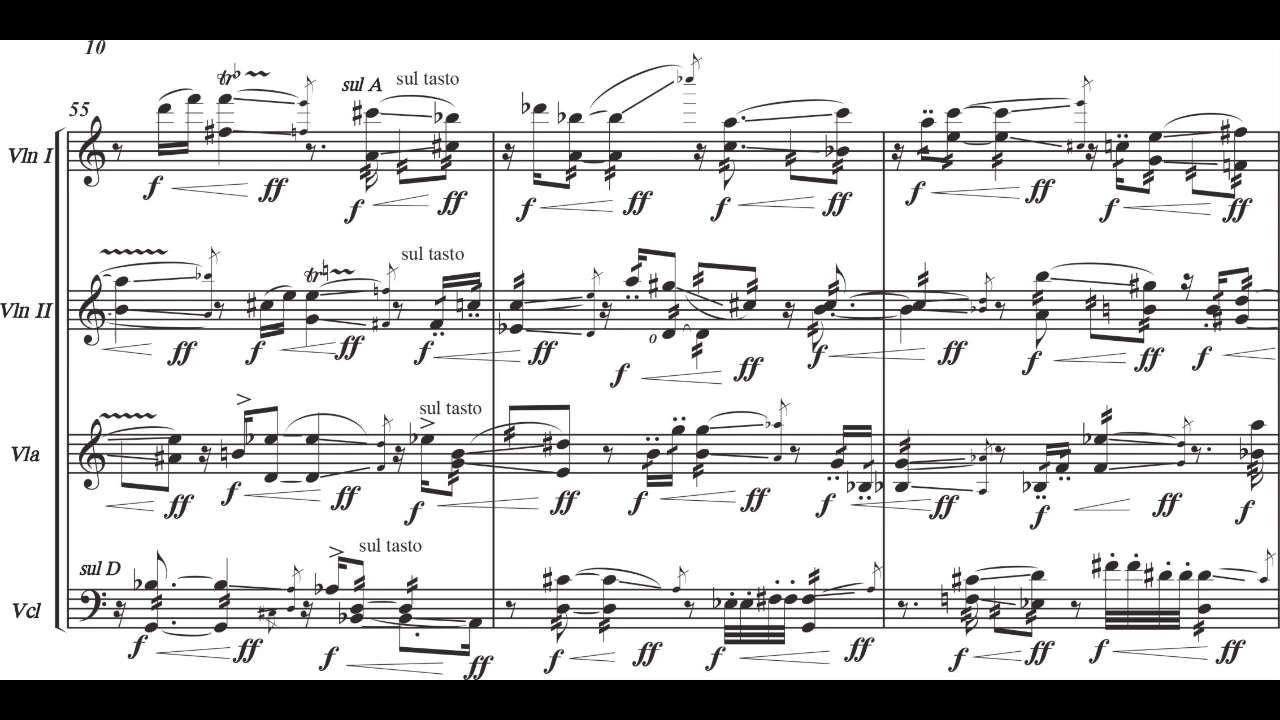 10
55
Vln I
tr
sul A sul tasto
f ff f ff f ff f ff f ff f ff
Vln II
tr
sul tasto
ff f ff f ff f ff f ff f ff f
o
Vla
sul tasto
ff f ff f ff f ff f ff f ff f
Vcl
sul D
sul tasto
f ff f ff f ff f ff f ff f ff